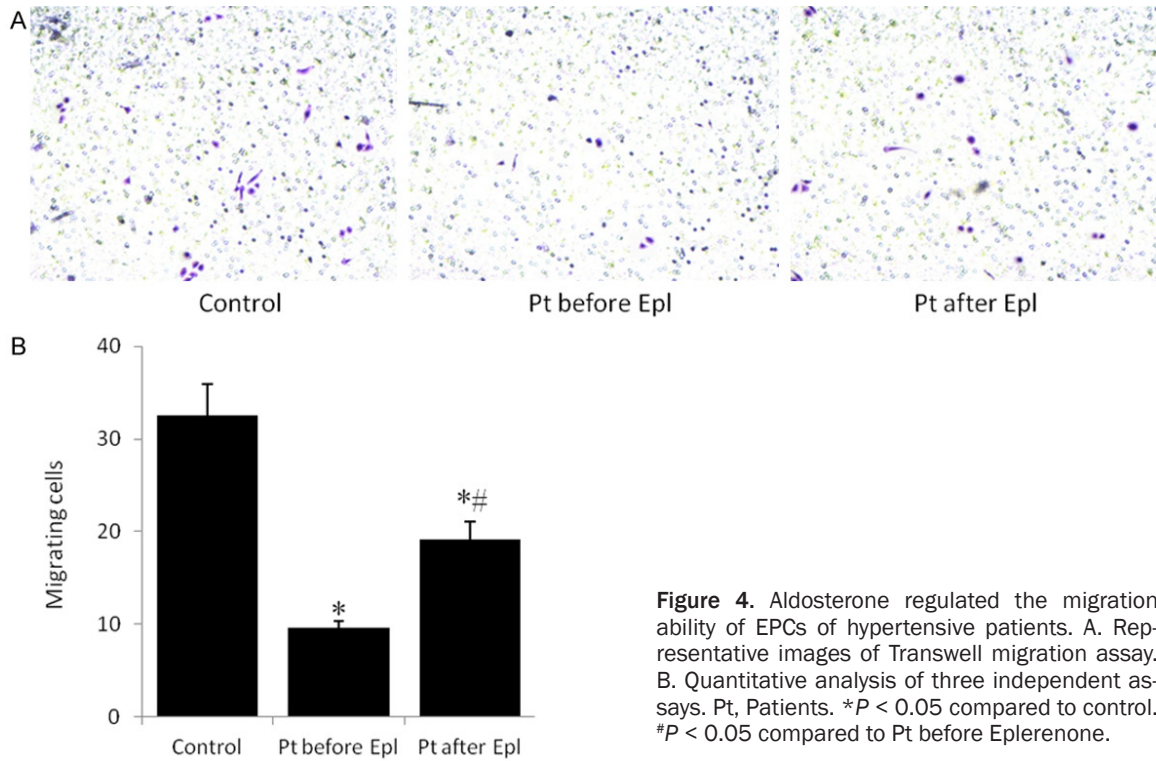 A
Control
Pt before Epl
Pt after Epl
B
40
30
20
10
0
Migrating cells
*
*#
Control
Pt before Epl
Pt after Epl
Figure 4. Aldosterone regulated the migration
ability of EPCs of hypertensive patients. A. Rep-
resentative images of Transwell migration assay.
B. Quantitative analysis of three independent as-
says. Pt, Patients. *P < 0.05 compared to control.
#P < 0.05 compared to Pt before Eplerenone.